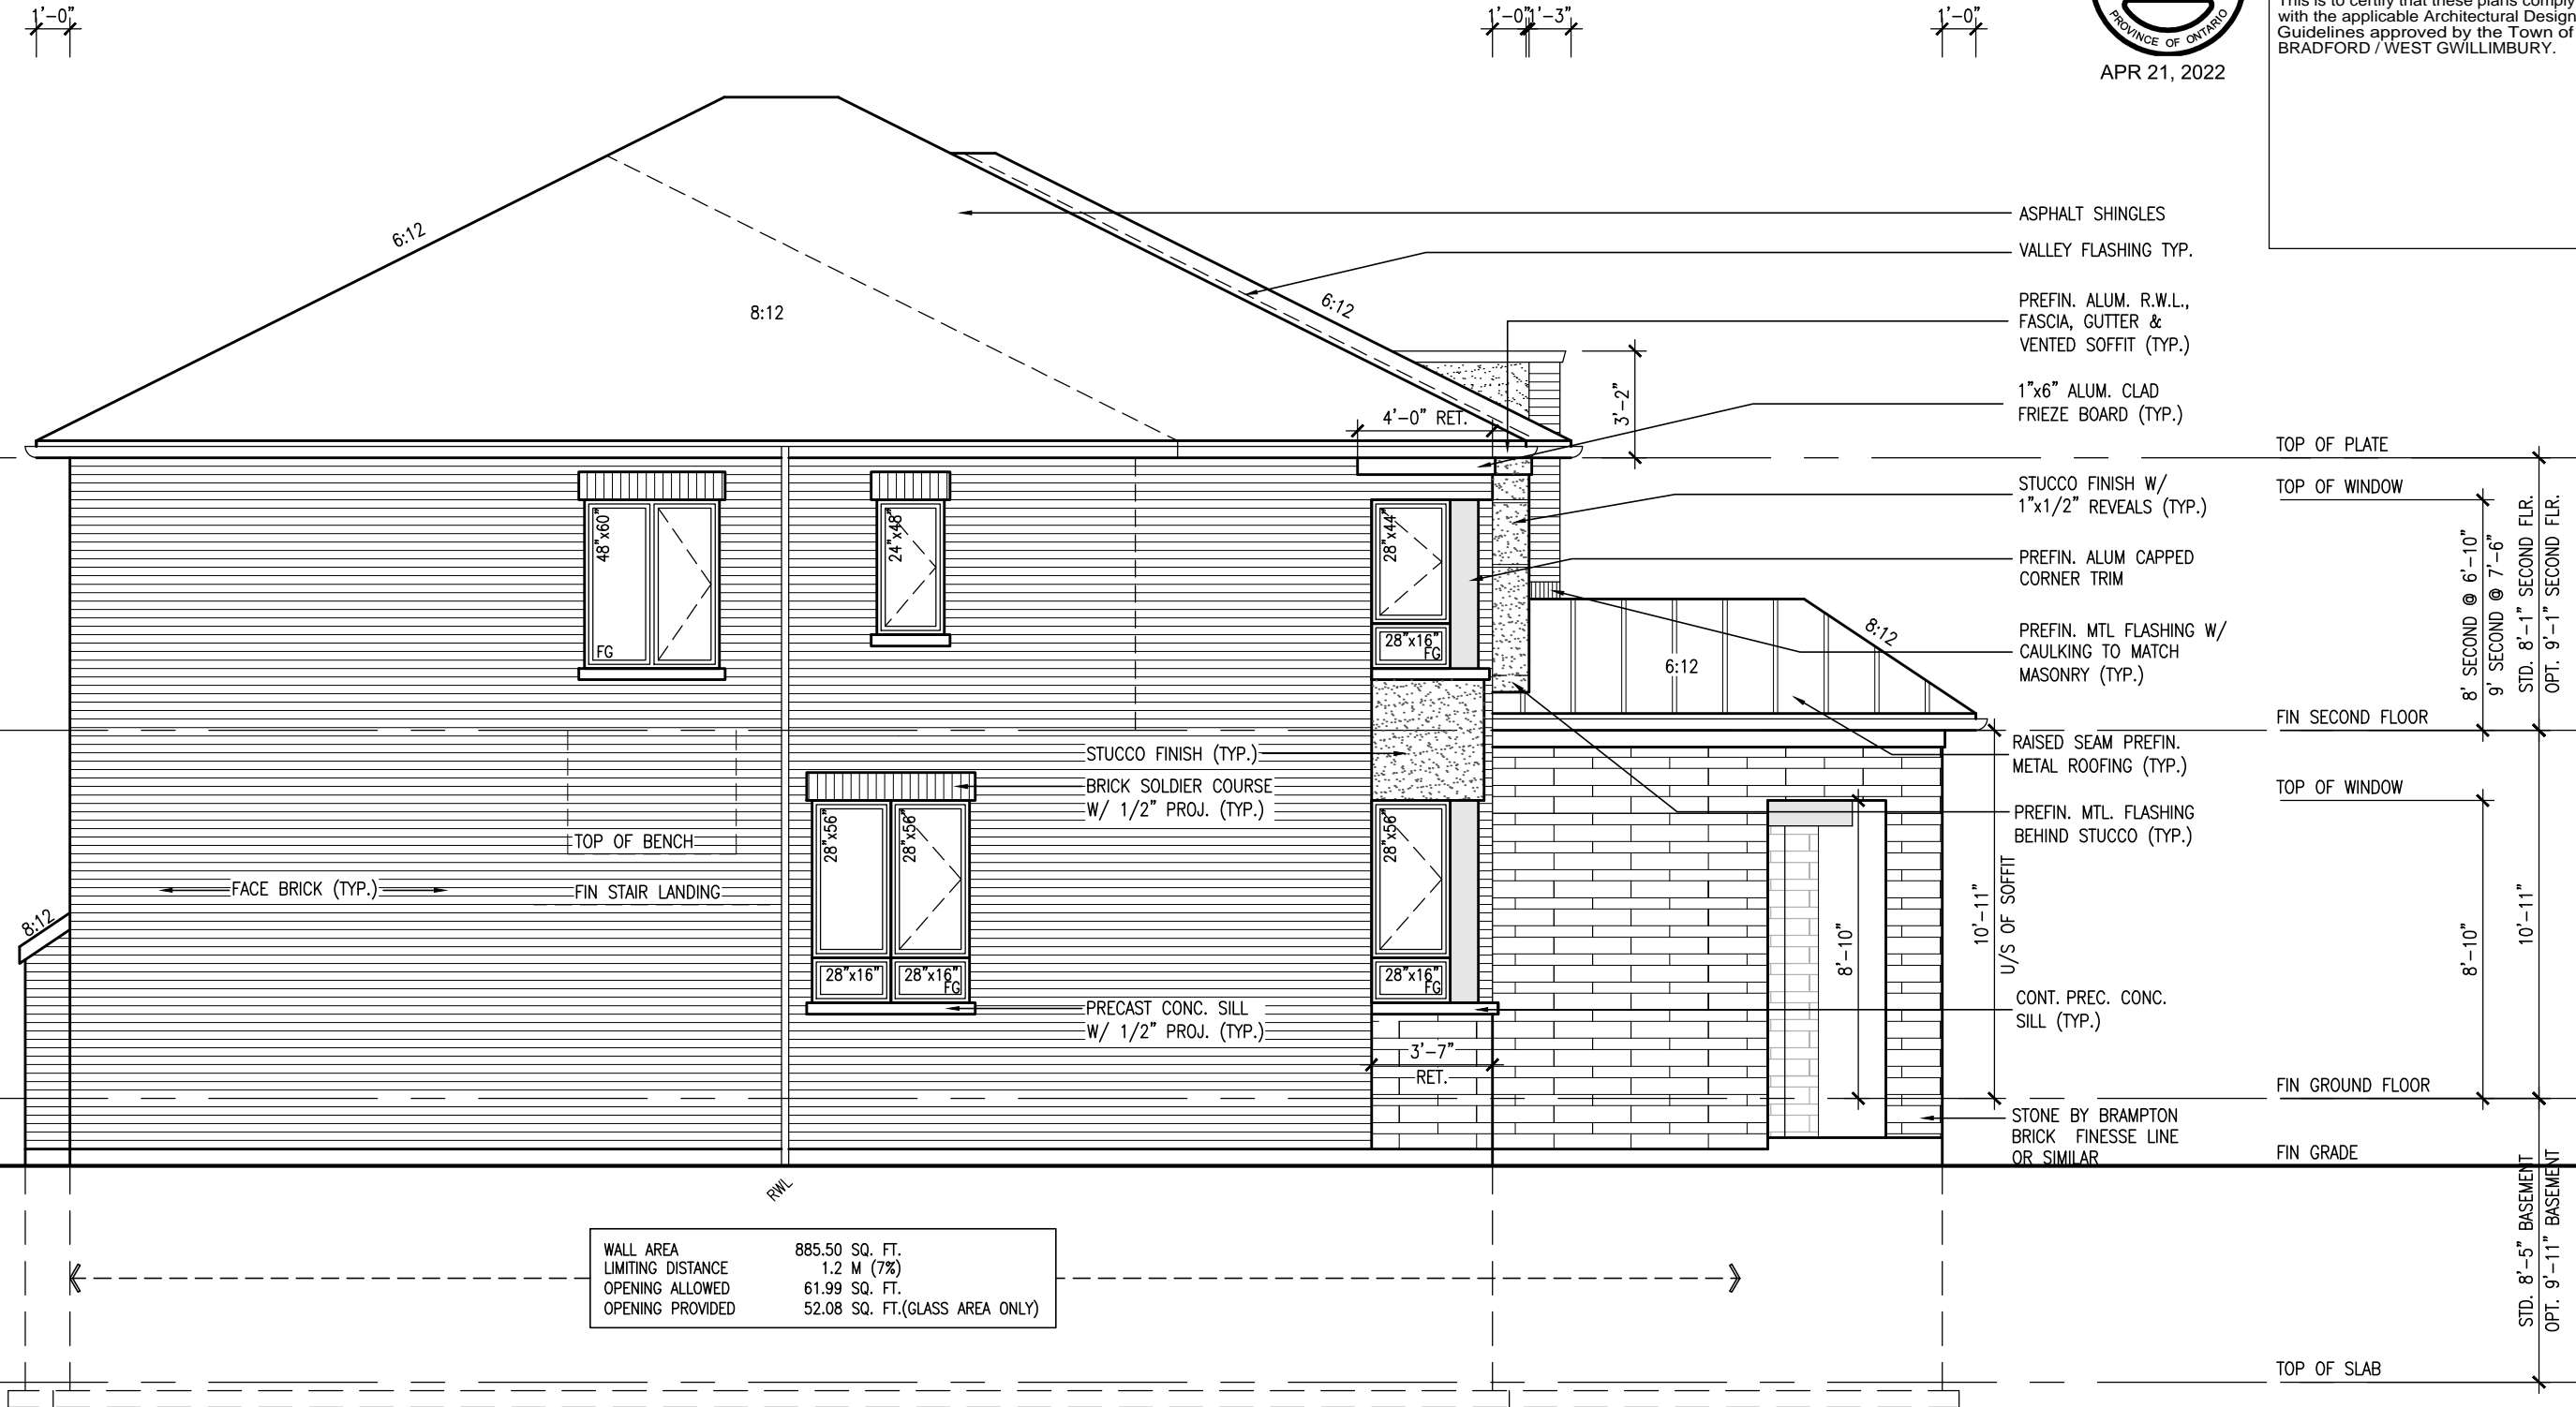 1'-0"
1'-0"
1'-3"
1'-0"
PROVINCE OF ONTARIO
APR 21, 2022
This is to certify that these plans comply
with the applicable Architectural Design
Guidelines approved by the Town of
BRADFORD / WEST GWILLIMBURY.
6:12
8:12
6:12
ASPHALT SHINGLES
VALLEY FLASHING TYP.
PREFIN. ALUM. R.W.L.,
FASCIA, GUTTER &
VENTED SOFFIT (TYP.)
3'-2"
4'-0" RET.
1"x6" ALUM. CLAD
FRIEZE BOARD (TYP.)
TOP OF PLATE
STUCCO FINISH W/
1"x1/2" REVEALS (TYP.)
TOP OF WINDOW
48"x60"
FG
24"x48"
28"x44"
28"x16"
FG
PREFIN. ALUM CAPPED
CORNER TRIM
PREFIN. MTL FLASHING W/
CAULKING TO MATCH
MASONRY (TYP.)
8:12
6:12
8' SECOND @ 6'-10"
9' SECOND @ 7'-6"
STD. 8'-1" SECOND FLR.
OPT. 9'-1" SECOND FLR.
FIN SECOND FLOOR
RAISED SEAM PREFIN.
METAL ROOFING (TYP.)
STUCCO FINISH (TYP.)
BRICK SOLDIER COURSE
W/ 1/2" PROJ. (TYP.)
TOP OF WINDOW
PREFIN. MTL. FLASHING
BEHIND STUCCO (TYP.)
TOP OF BENCH
FACE BRICK (TYP.)
FIN STAIR LANDING
8:12
28"x56"
28"x56"
28"x56"
28"x16"
28"x16"
FG
28"x16"
FG
8'-10"
10'-11"
U/S OF SOFFIT
8'-10"
10'-11"
PRECAST CONC. SILL
W/ 1/2" PROJ. (TYP.)
CONT. PREC. CONC.
SILL (TYP.)
3'-7"
RET.
FIN GROUND FLOOR
STONE BY BRAMPTON
BRICK FINESSE LINE
OR SIMILAR
FIN GRADE
RWL
WALL AREA 885.50 SQ. FT.
LIMITING DISTANCE 1.2 M (7%)
OPENING ALLOWED 61.99 SQ. FT.
OPENING PROVIDED 52.08 SQ. FT.(GLASS AREA ONLY)
STD. 8'-5" BASEMENT
OPT. 9'-11" BASEMENT
TOP OF SLAB